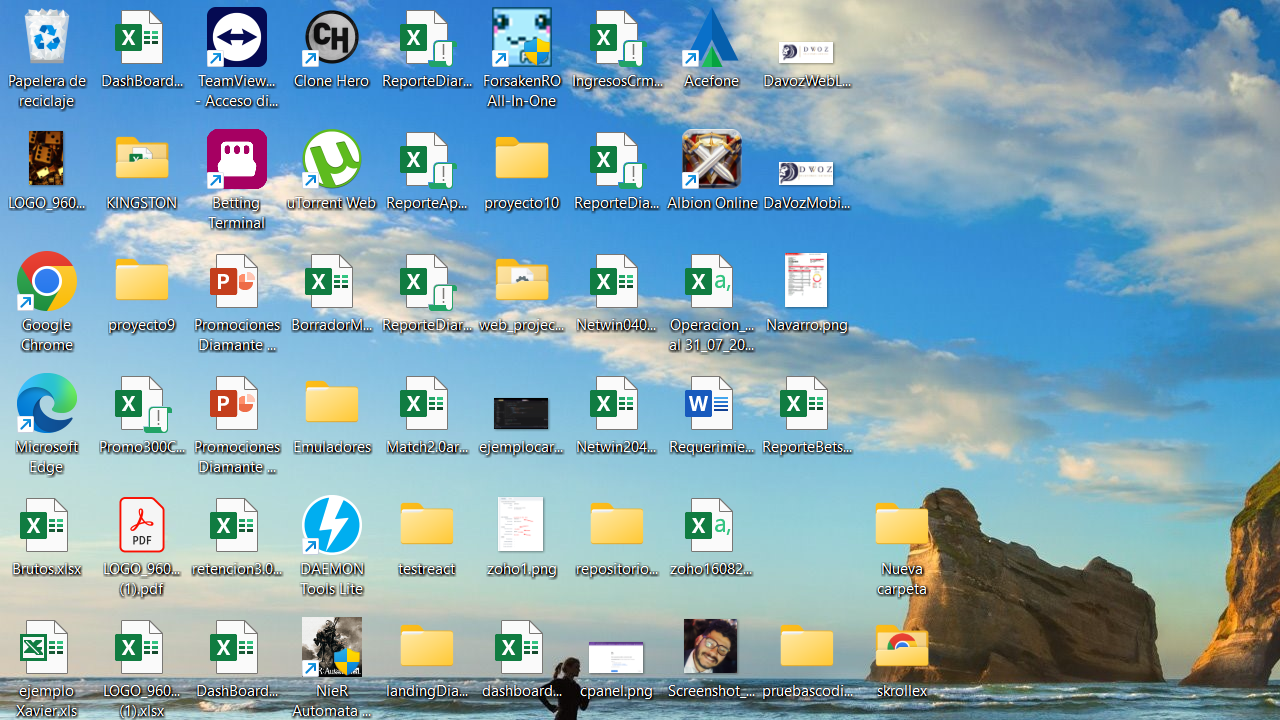 Papelera de
reciclaje
DashBoard...
TeamView...
- Acceso di...
Clone Hero
ReporteDiar...
ForsakenRO
All-In-One
IngresosCrm...
Acefone
DavozWebL...
LOGO_960...
KINGSTON
Betting
Terminal
uTorrent Web
ReporteAp...
proyecto10
ReporteDia...
Albion Online
DaVozMobi...
Google
Chrome
proyecto9
Promociones
Diamante ...
BorradorM...
ReporteDiar...
web_projec...
Netwin040...
Operacion_...
al 31_07_20...
Navarro.png
Microsoft
Edge
Promo300C...
Promociones
Diamante ...
Emuladores
Match2.0ar...
ejemplocar...
Netwin204...
Requerimie...
ReporteBets...
Brutos.xlsx
PDF
LOGO_960...
(1).pdf
retencion3.0...
DAEMON
Tools Lite
testreact
zoho1.png
repositorio...
zoho16082...
Nueva
carpeta
ejemplo
Xavier.xls
LOGO_960...
(1).xlsx
DashBoard...
NieR
Automata ...
landingDia...
dashboard...
cpanel.png
Screenshot_...
pruebascodi...
skrollex